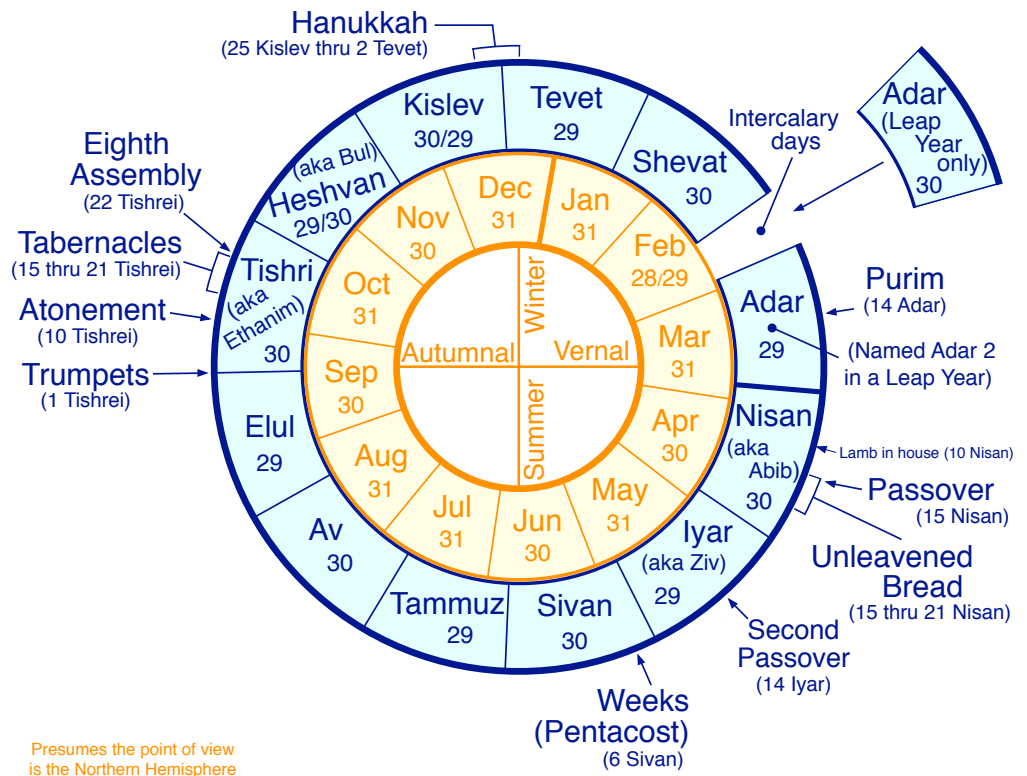 Hanukkah
(25 Kislev thru 2 Tevet)
Eighth
Assembly
(22 Tishrei)
Tabernacles
(15 thru 21 Tishrei)
Atonement
(10 Tishrei)
Trumpets
(1 Tishrei)
Kislev
30/29
Tevet
29
Shevat
30
Intercalary
days
Adar
(Leap
Year
only)
30
Adar
29
Purim
(14 Adar)
(Named Adar 2
in a Leap Year)
Nisan
(aka
Abib)
30
Lamb in house (10 Nisan)
Passover
(15 Nisan)
Unleavened
Bread
(15 thru 21 Nisan)
Iyar
(aka Ziv)
29
Second
Passover
(14 Iyar)
Sivan
30
Weeks
(Pentacost)
(6 Sivan)
Tammuz
29
Av
30
Elul
29
Tishri
(aka
Ethanim)
30
(aka Bul)
Heshvan
29/30
Jan
31
Feb
28/29
Mar
31
Apr
30
May
31
Jun
30
Jul
31
Aug
31
Sep
30
Oct
31
Nov
30
Dec
31
Winter
Vernal
Summer
Autumnal
Presumes the point of view
is the Northern Hemisphere